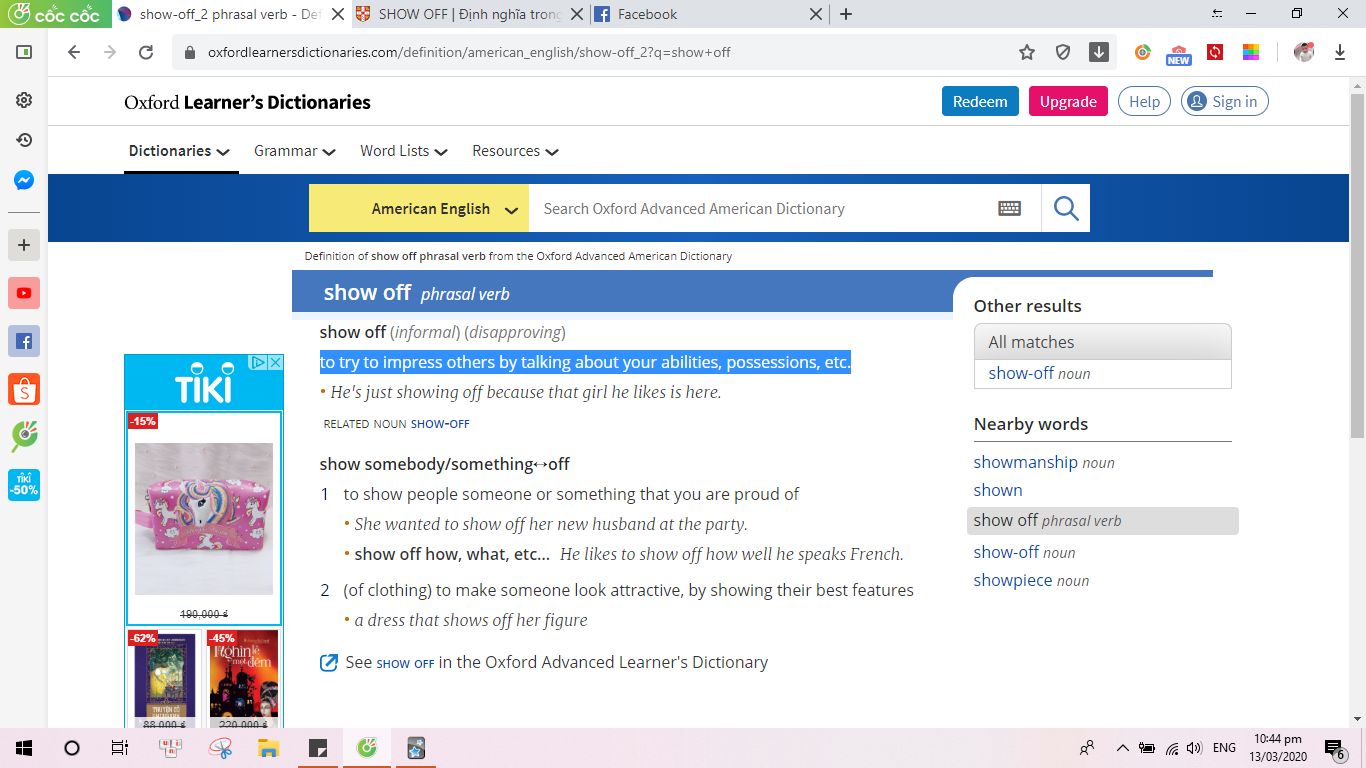 cốc cốc
show-off_2 phrasal verb - Def
SHOW OFF | Định nghĩa trong
Facebook
oxfordlearnersdictionaries.com/definition/american_english/show-off_2?q=show+off
NEW
Oxford Learner's Dictionaries
Redeem
Upgrade
Help
Sign in
Dictionaries
Grammar
Word Lists
Resources
American English
Search Oxford Advanced American Dictionary
Definition of show off phrasal verb from the Oxford Advanced American Dictionary
show off phrasal verb
show off (informal) (disapproving)
to try to impress others by talking about your abilities, possessions, etc.
• He's just showing off because that girl he likes is here.
RELATED NOUN SHOW-OFF
show somebody/something↔off
1 to show people someone or something that you are proud of
• She wanted to show off her new husband at the party.
• show off how, what, etc… He likes to show off how well he speaks French.
2 (of clothing) to make someone look attractive, by showing their best features
• a dress that shows off her figure
See SHOW OFF in the Oxford Advanced Learner's Dictionary
Other results
All matches
show-off noun
Nearby words
showmanship noun
shown
show off phrasal verb
show-off noun
showpiece noun
TIKI
-50%
TIKI
-15%
190,000 ₫
-62%
88,000 ₫
-45%
Nghìn lẻ
một đêm
220,000 ₫
ENG
10:44 pm
13/03/2020
6